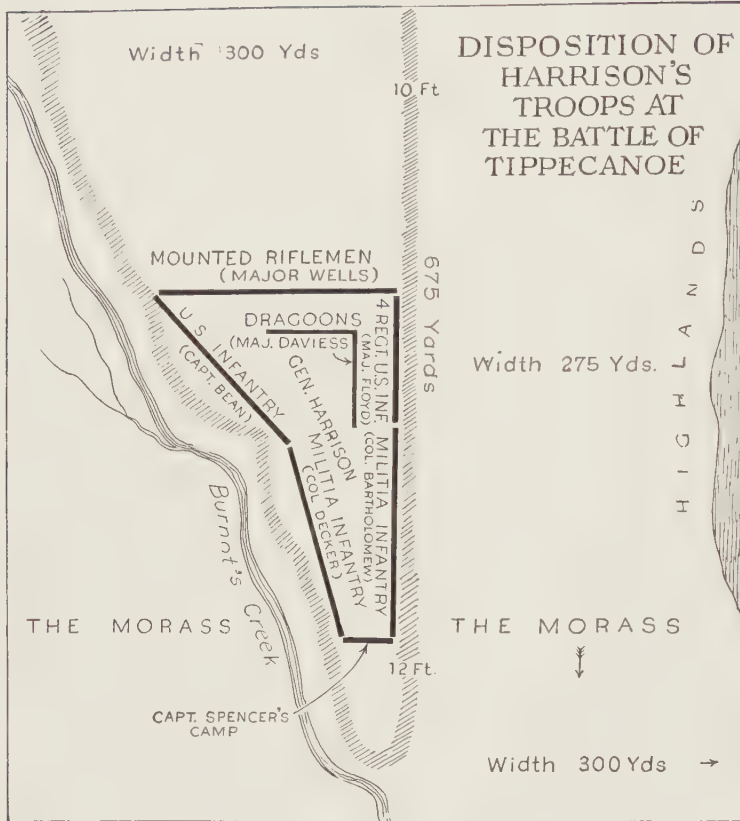 DISPOSITION OF
HARRISON'S
TROOPS AT
THE BATTLE OF
TIPPECANOE
Width 300 Yds
10 Ft
MOUNTED RIFLEMEN
(MAJOR WELLS)
675 Yards
HIGHLANDS
DRAGOONS
(MAJ. DAVIESS)
U S INFANTRY
(CAPT. BEAN)
4 REGT. U.S. INF.
(MAJ. FLOYD)
GEN. HARRISON
Width 275 Yds.
MILITIA INFANTRY
(COL. BARTHOLOMEW)
MILITIA INFANTRY
(COL DECKER)
Burnot's Creek
THE MORASS
THE MORASS
12 Ft.
CAPT. SPENCER'S
CAMP
Width 300 Yds